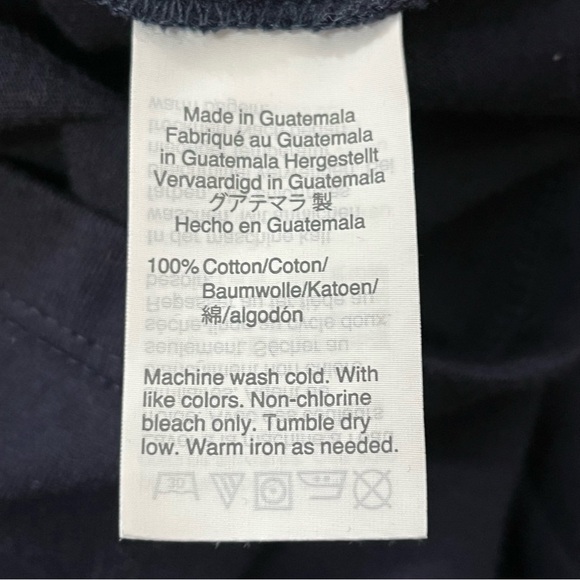 Made in Guatemala
Fabriqué au Guatemala
in Guatemala Hergestellt
Vervaardigd in Guatemala
グアテマラ 製
Hecho en Guatemala
100% Cotton/Coton/
Baumwolle/Katoen/
綿/algodón
Machine wash cold. With
like colors. Non-chlorine
bleach only. Tumble dry
low. Warm iron as needed.